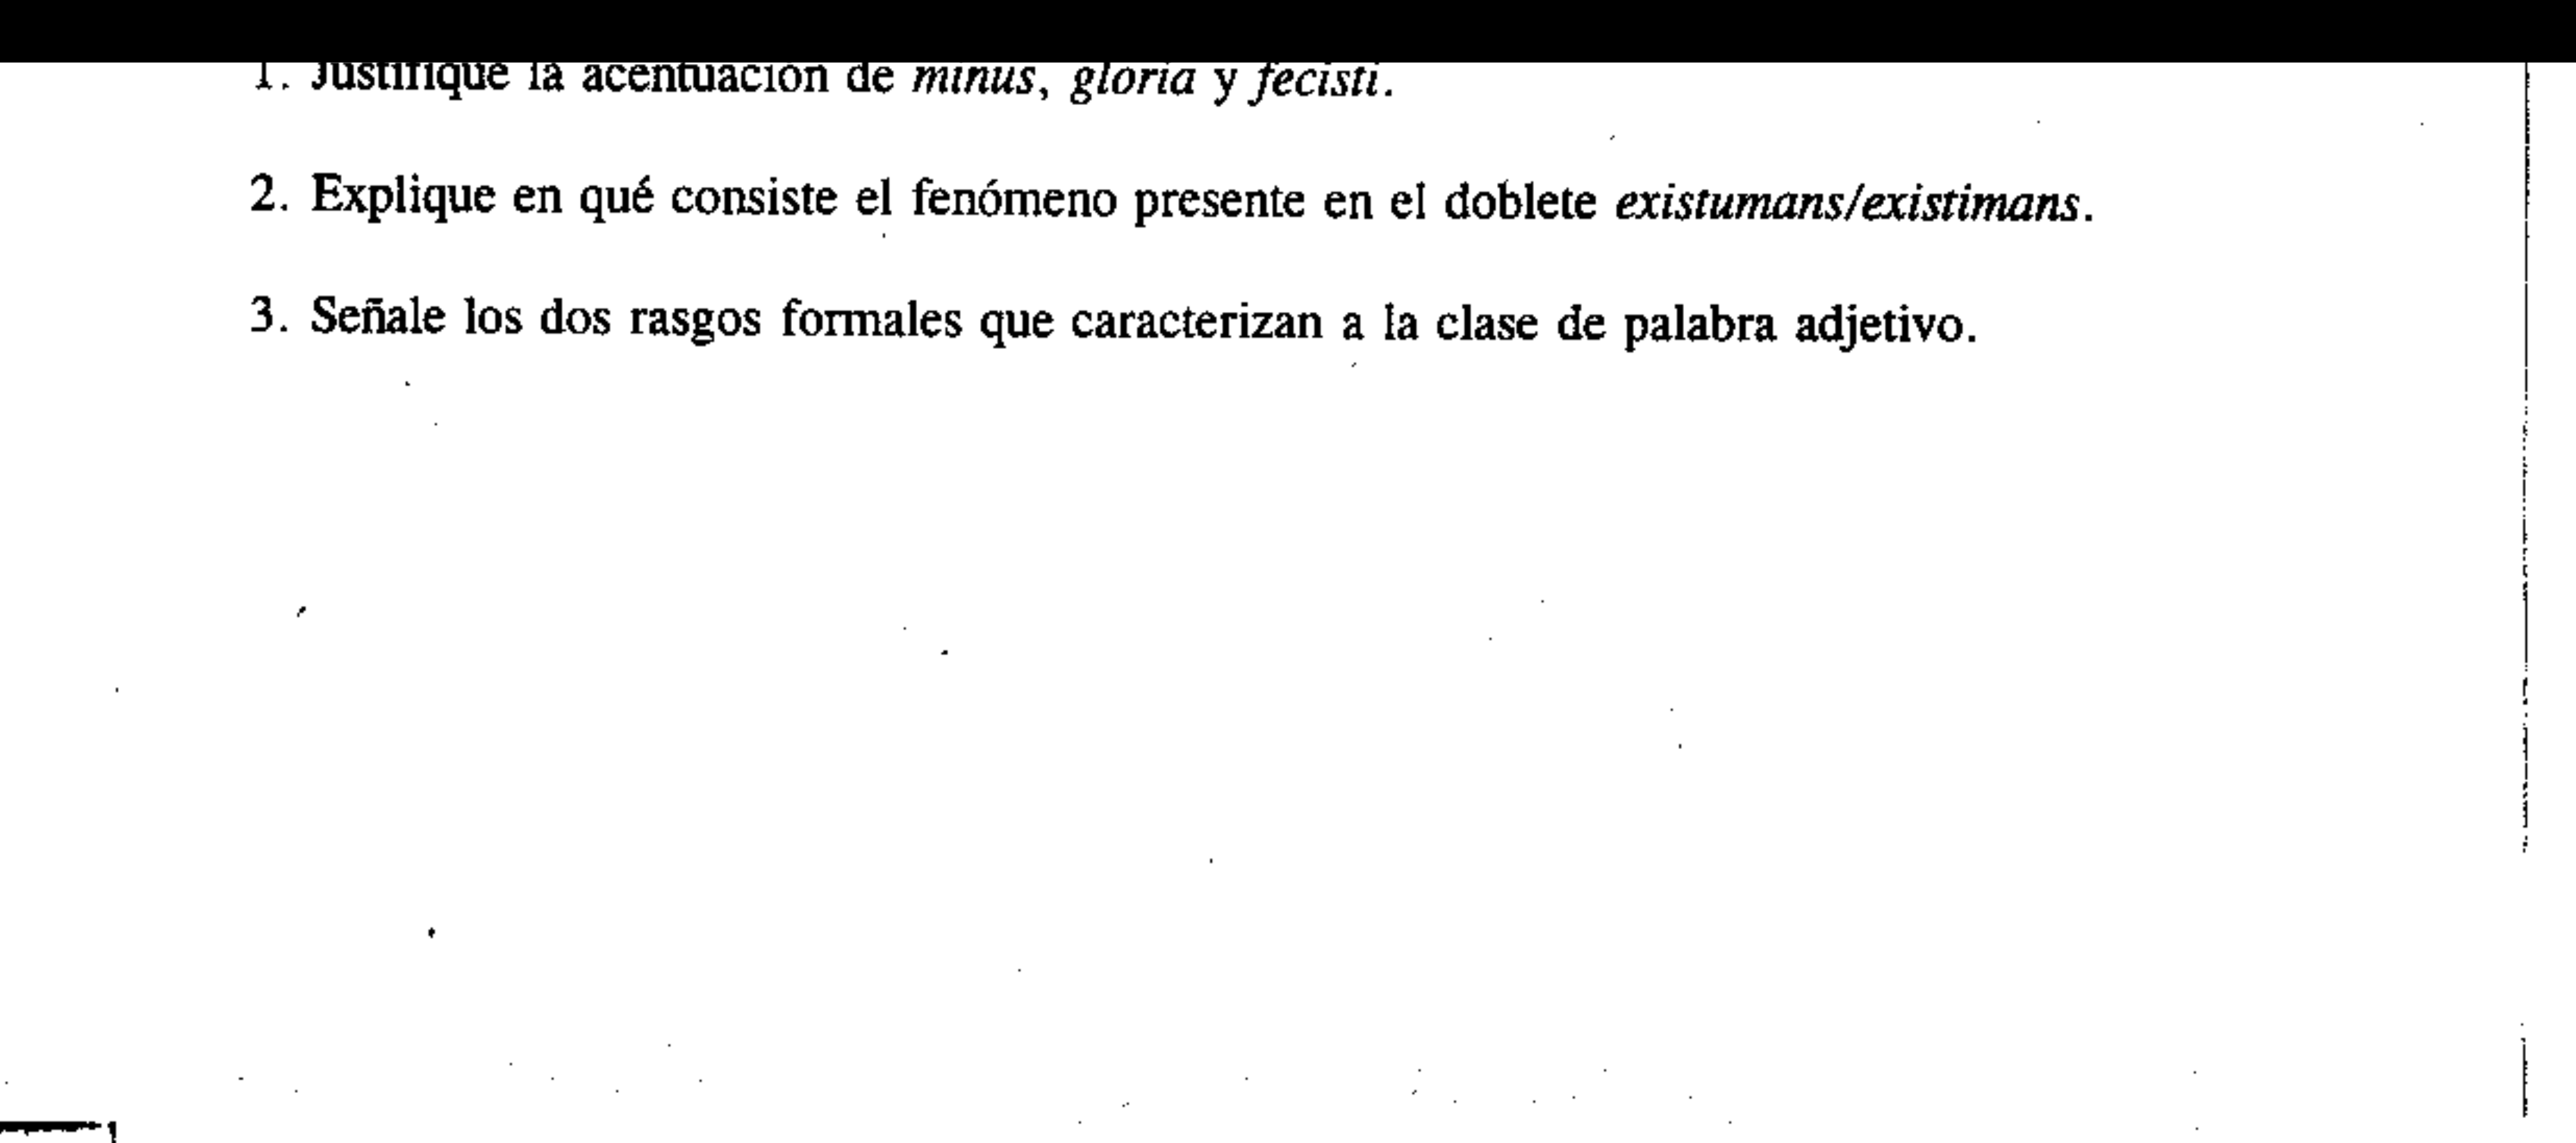 1. Justifique la acentuación de minus, gloria y fecisti.
2. Explique en qué consiste el fenómeno presente en el doblete existumans/existimans.
3. Señale los dos rasgos formales que caracterizan a la clase de palabra adjetivo.